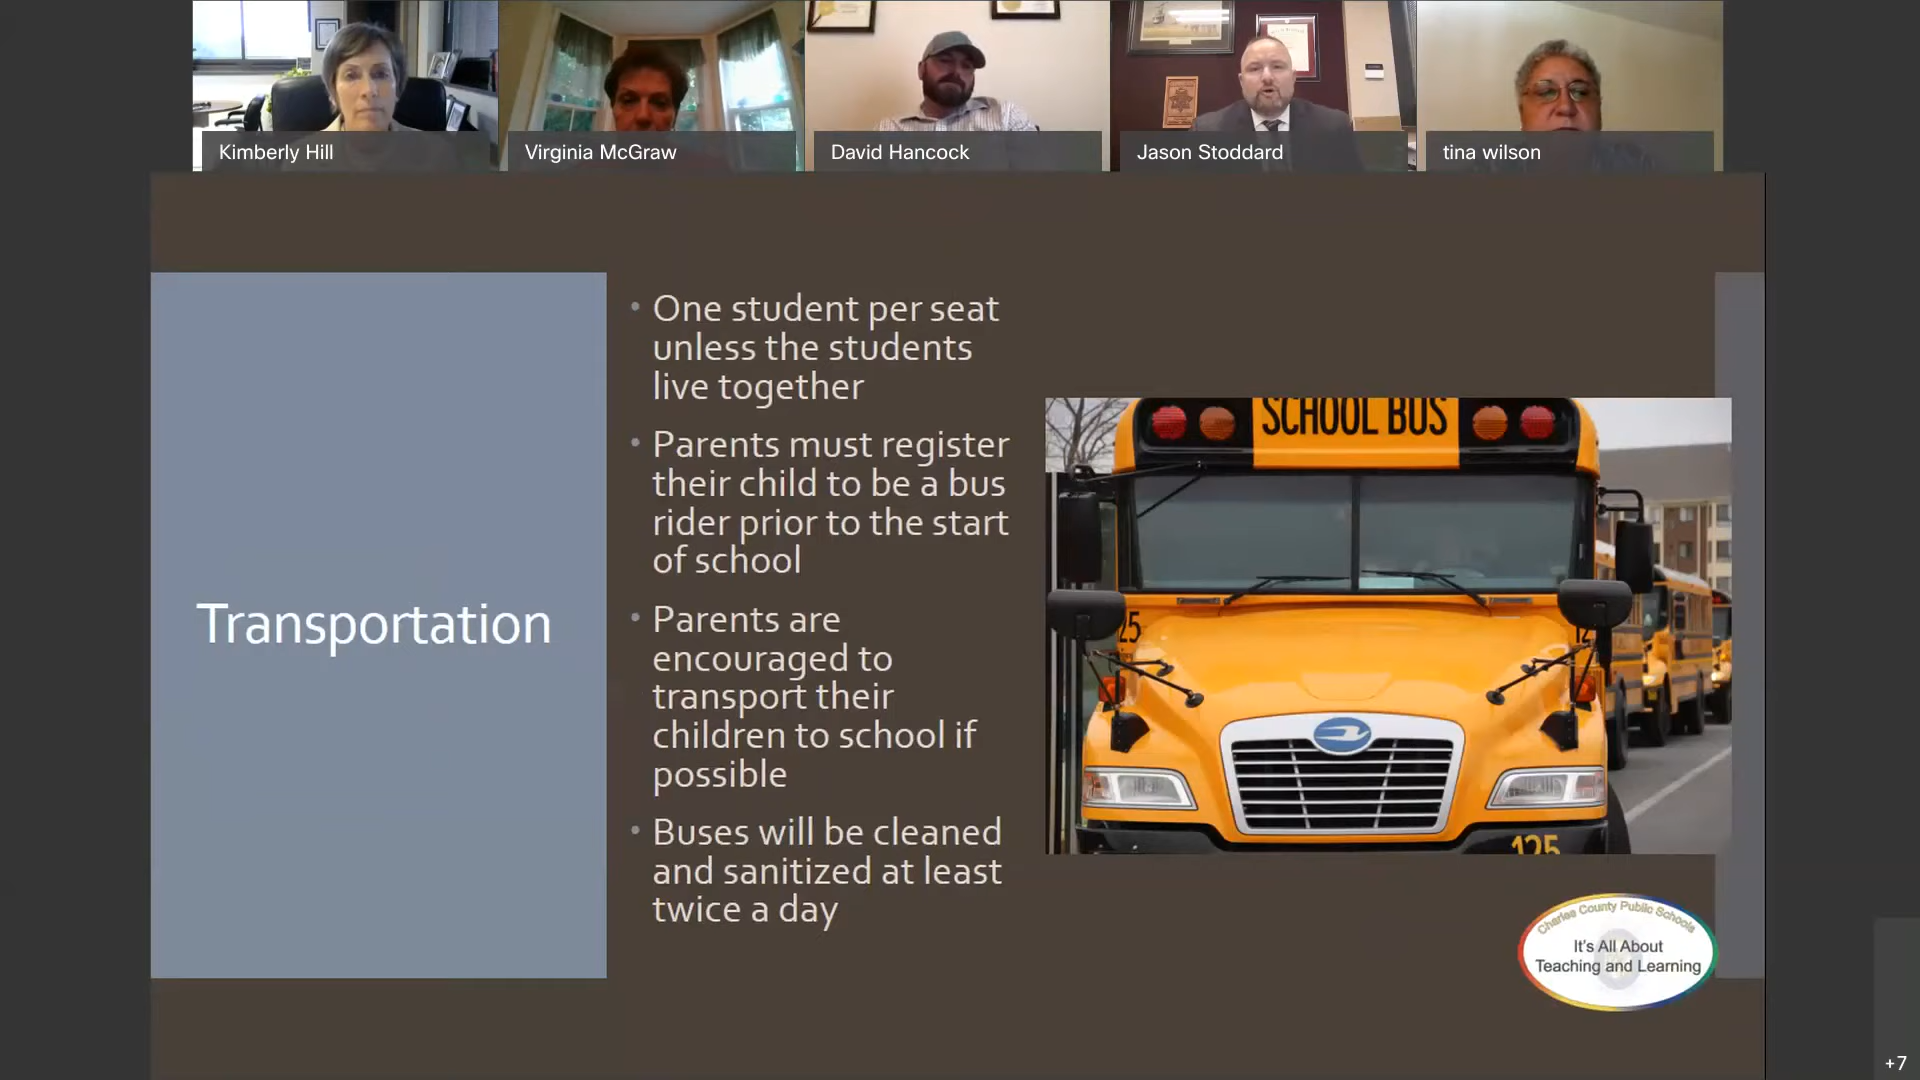 Kimberly Hill
Virginia McGraw
David Hancock
Jason Stoddard
tina wilson
Transportation
• One student per seat
unless the students
live together
• Parents must register
their child to be a bus
rider prior to the start
of school
• Parents are
encouraged to
transport their
children to school if
possible
• Buses will be cleaned
and sanitized at least
twice a day
SCHOOL BUS
25
12
125
Charles County Public Schools
It's All About
Teaching and Learning
+7